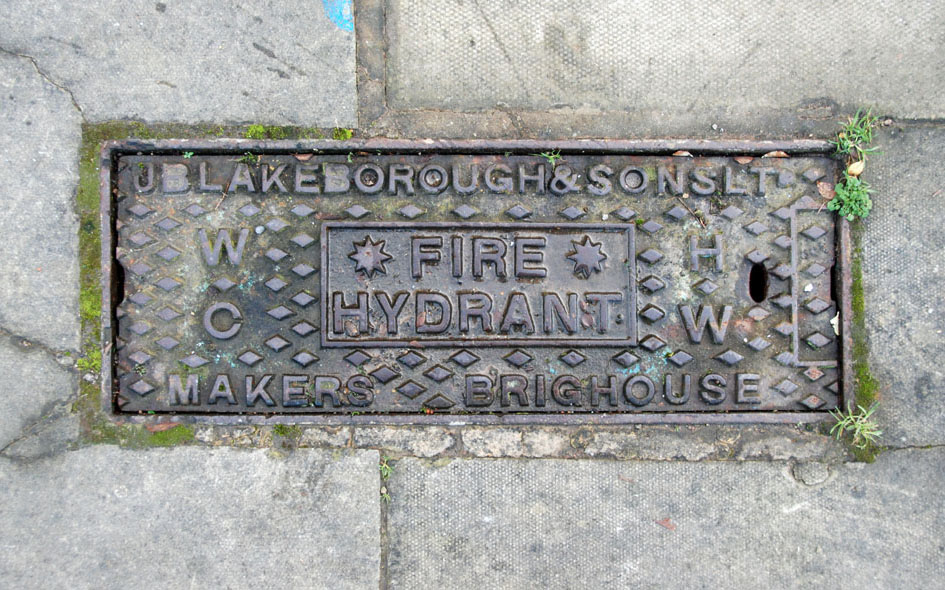 J BLAKEBOROUGH & SONS LTD
W H
FIRE
HYDRANT
C W
MAKERS BRIGHOUSE